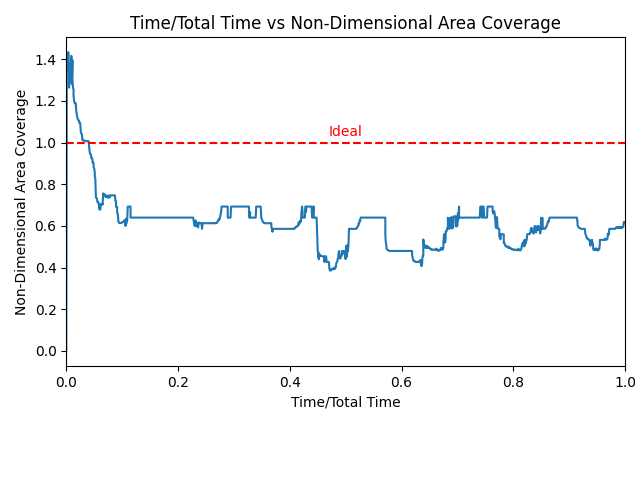 Time/Total Time vs Non-Dimensional Area Coverage
Non-Dimensional Area Coverage
1.4
1.2
1.0
0.8
0.6
0.4
0.2
0.0
Ideal
0.0 0.2 0.4 0.6 0.8 1.0
Time/Total Time